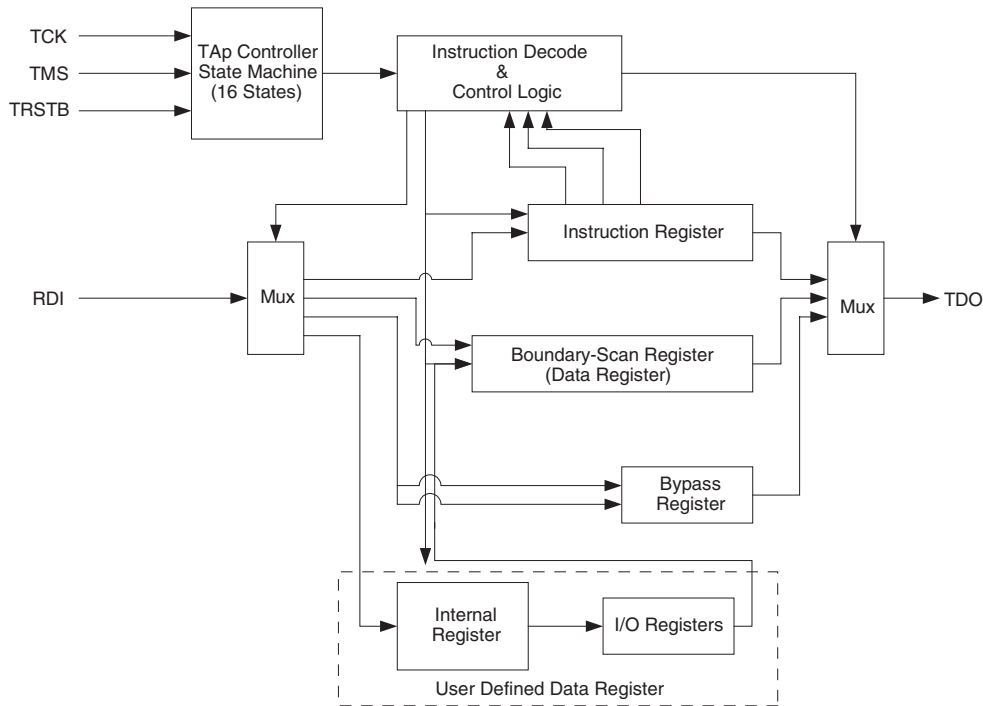 TCK
TMS
TRSTB
TAp Controller
State Machine
(16 States)
Instruction Decode
&
Control Logic
Instruction Register
RDI
Mux
Mux
TDO
Boundary-Scan Register
(Data Register)
Bypass
Register
Internal
Register
I/O Registers
User Defined Data Register